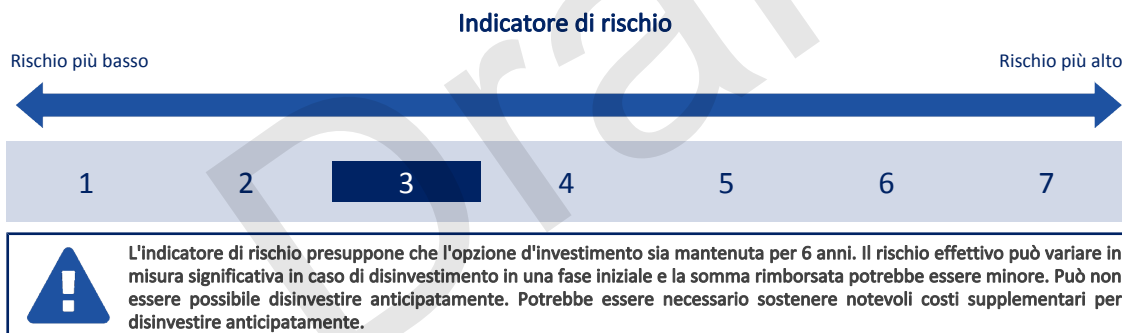 Indicatore di rischio
Rischio più basso Rischio più alto
1 2 3 4 5 6 7
L'indicatore di rischio presuppone che l'opzione d'investimento sia mantenuta per 6 anni. Il rischio effettivo può variare in
misura significativa in caso di disinvestimento in una fase iniziale e la somma rimborsata potrebbe essere minore. Può non
essere possibile disinvestire anticipatamente. Potrebbe essere necessario sostenere notevoli costi supplementari per
disinvestire anticipatamente.